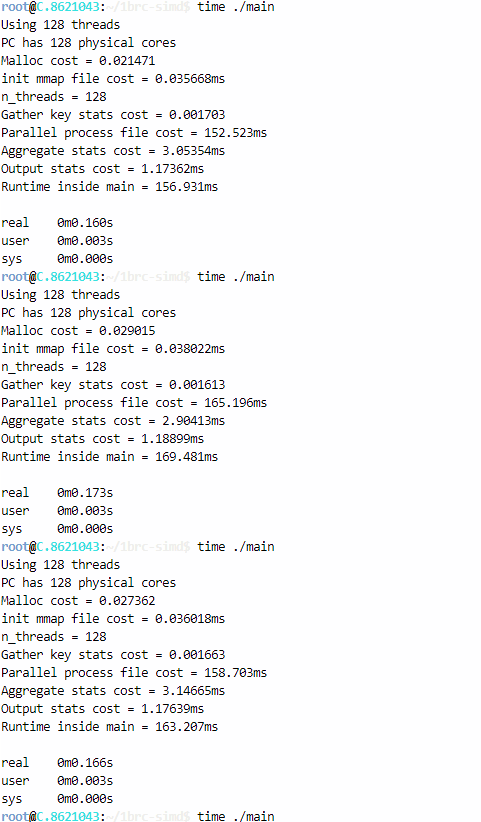 root@C.8621043:~/1brc-simd$ time ./main
Using 128 threads
PC has 128 physical cores
Malloc cost = 0.021471
init mmap file cost = 0.035668ms
n_threads = 128
Gather key stats cost = 0.001703
Parallel process file cost = 152.523ms
Aggregate stats cost = 3.05354ms
Output stats cost = 1.17362ms
Runtime inside main = 156.931ms
real 0m0.160s
user 0m0.003s
sys 0m0.000s
root@C.8621043:~/1brc-simd$ time ./main
Using 128 threads
PC has 128 physical cores
Malloc cost = 0.029015
init mmap file cost = 0.038022ms
n_threads = 128
Gather key stats cost = 0.001613
Parallel process file cost = 165.196ms
Aggregate stats cost = 2.90413ms
Output stats cost = 1.18899ms
Runtime inside main = 169.481ms
real 0m0.173s
user 0m0.003s
sys 0m0.000s
root@C.8621043:~/1brc-simd$ time ./main
Using 128 threads
PC has 128 physical cores
Malloc cost = 0.027362
init mmap file cost = 0.036018ms
n_threads = 128
Gather key stats cost = 0.001663
Parallel process file cost = 158.703ms
Aggregate stats cost = 3.14665ms
Output stats cost = 1.17639ms
Runtime inside main = 163.207ms
real 0m0.166s
user 0m0.003s
sys 0m0.000s
root@C.8621043:~/1brc-simd$ time ./main